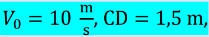 V₀ = 10 m/s, CD = 1,5 m,